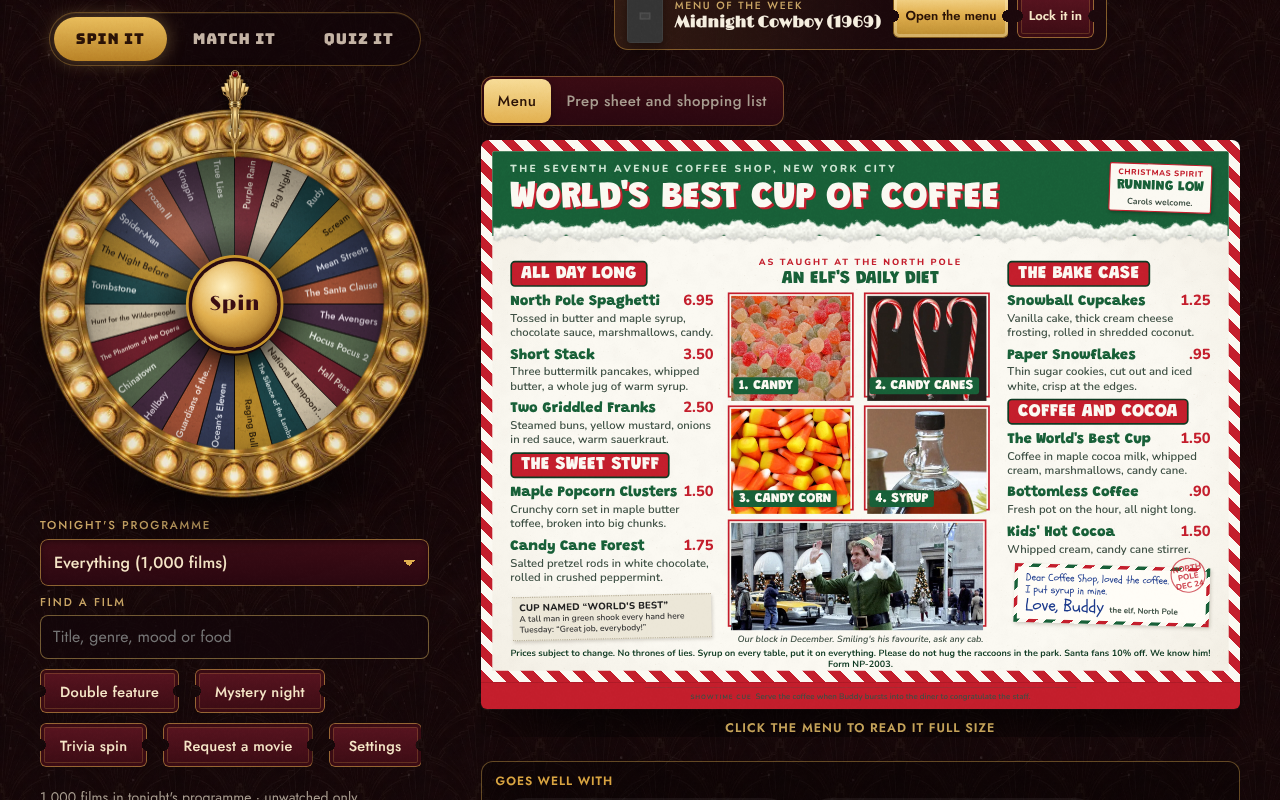 SPIN IT
MATCH IT
QUIZ IT
True Lies
Purple Rain
Big Night
Rudy
Scream
Mean Streets
The Santa Clause
The Avengers
Hocus Pocus 2
Hall Pass
National Lampoon'...
The Silence of the Lambs
Raging Bull
Ocean's Eleven
Guardians of the...
Hellboy
Chinatown
The Phantom of the Opera
Hunt for the Wilderpeople
Tombstone
The Night Before
Spider-Man
Frozen II
Kingpin
Spin
TONIGHT'S PROGRAMME
Everything (1,000 films)
FIND A FILM
Title, genre, mood or food
Double feature
Mystery night
Trivia spin
Request a movie
Settings
1,000 films in tonight's programme · unwatched only
MENU OF THE WEEK
Midnight Cowboy (1969)
Open the menu
Lock it in
Menu
Prep sheet and shopping list
THE SEVENTH AVENUE COFFEE SHOP, NEW YORK CITY
WORLD'S BEST CUP OF COFFEE
CHRISTMAS SPIRIT
RUNNING LOW
Carols welcome.
ALL DAY LONG
North Pole Spaghetti 6.95
Tossed in butter and maple syrup,
chocolate sauce, marshmallows, candy.
Short Stack 3.50
Three buttermilk pancakes, whipped
butter, a whole jug of warm syrup.
Two Griddled Franks 2.50
Steamed buns, yellow mustard, onions
in red sauce, warm sauerkraut.
THE SWEET STUFF
Maple Popcorn Clusters 1.50
Crunchy corn set in maple butter
toffee, broken into big chunks.
Candy Cane Forest 1.75
Salted pretzel rods in white chocolate,
rolled in crushed peppermint.
CUP NAMED “WORLD'S BEST”
A tall man in green shook every hand here
Tuesday: “Great job, everybody!”
AS TAUGHT AT THE NORTH POLE
AN ELF'S DAILY DIET
1. CANDY
2. CANDY CANES
3. CANDY CORN
4. SYRUP
Our block in December. Smiling's his favourite, ask any cab.
THE BAKE CASE
Snowball Cupcakes 1.25
Vanilla cake, thick cream cheese
frosting, rolled in shredded coconut.
Paper Snowflakes .95
Thin sugar cookies, cut out and iced
white, crisp at the edges.
COFFEE AND COCOA
The World's Best Cup 1.50
Coffee in maple cocoa milk, whipped
cream, marshmallows, candy cane.
Bottomless Coffee .90
Fresh pot on the hour, all night long.
Kids' Hot Cocoa 1.50
Whipped cream, candy cane stirrer.
NORTH
POLE
DEC 24
Dear Coffee Shop, loved the coffee.
I put syrup in mine.
Love, Buddy the elf, North Pole
Prices subject to change. No thrones of lies. Syrup on every table, put it on everything. Please do not hug the raccoons in the park. Santa fans 10% off. We know him!
Form NP-2003.
CLICK THE MENU TO READ IT FULL SIZE
GOES WELL WITH